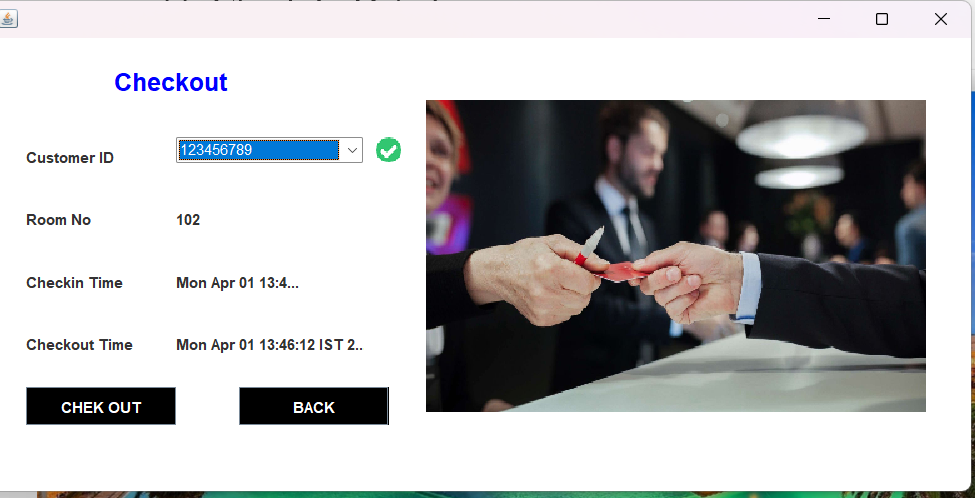 Checkout
Customer ID 123456789
Room No 102
Checkin Time Mon Apr 01 13:4...
Checkout Time Mon Apr 01 13:46:12 IST 2..
CHEK OUT BACK